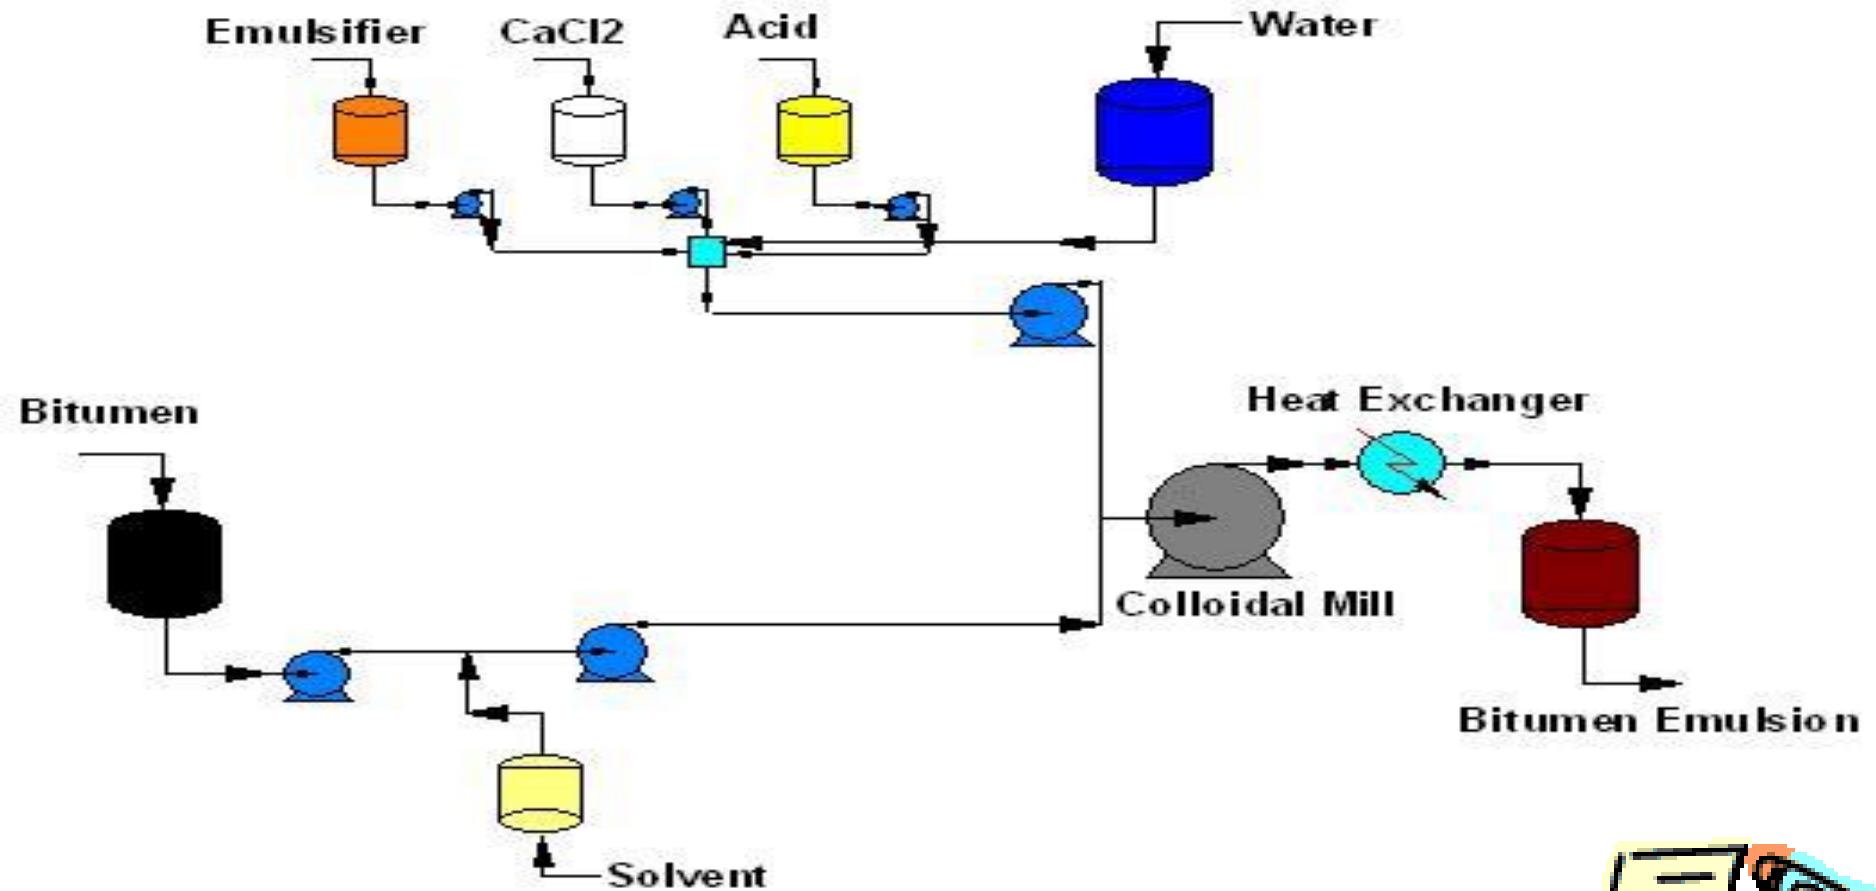 Emulsifier
CaCl2
Acid
Water
Bitumen
Heat Exchanger
Colloidal Mill
Bitumen Emulsion
Solvent